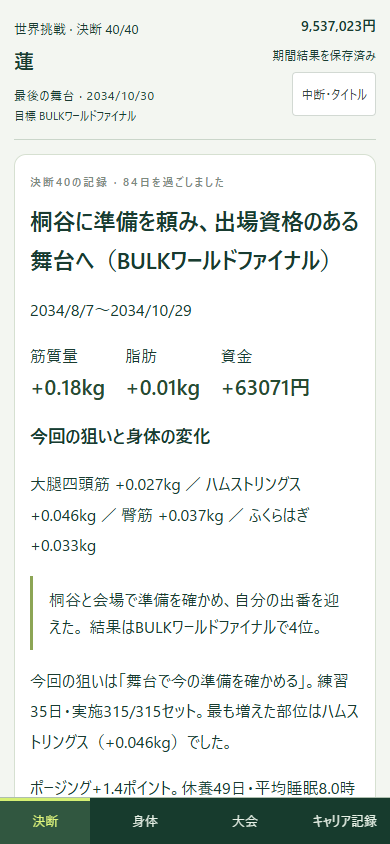 世界挑戦 · 決断 40/40
9,537,023円
蓮
期間結果を保存済み
最後の舞台 · 2034/10/30
中断・タイトル
目標 BULKワールドファイナル
決断40の記録 · 84日を過ごしました
桐谷に準備を頼み、出場資格のある
舞台へ（BULKワールドファイナル）
2034/8/7〜2034/10/29
筋質量 脂肪 資金
+0.18kg +0.01kg +63071円
今回の狙いと身体の変化
大腿四頭筋 +0.027kg ／ ハムストリングス
+0.046kg ／ 臀筋 +0.037kg ／ ふくらはぎ
+0.033kg
桐谷と会場で準備を確かめ、自分の出番を迎
えた。結果はBULKワールドファイナルで4位。
今回の狙いは「舞台で今の準備を確かめる」。練習
35日・実施315/315セット。最も増えた部位はハムス
トリングス（+0.046kg）でした。
ポージング+1.4ポイント。休養49日・平均睡眠8.0時
決断 身体 大会 キャリア記録